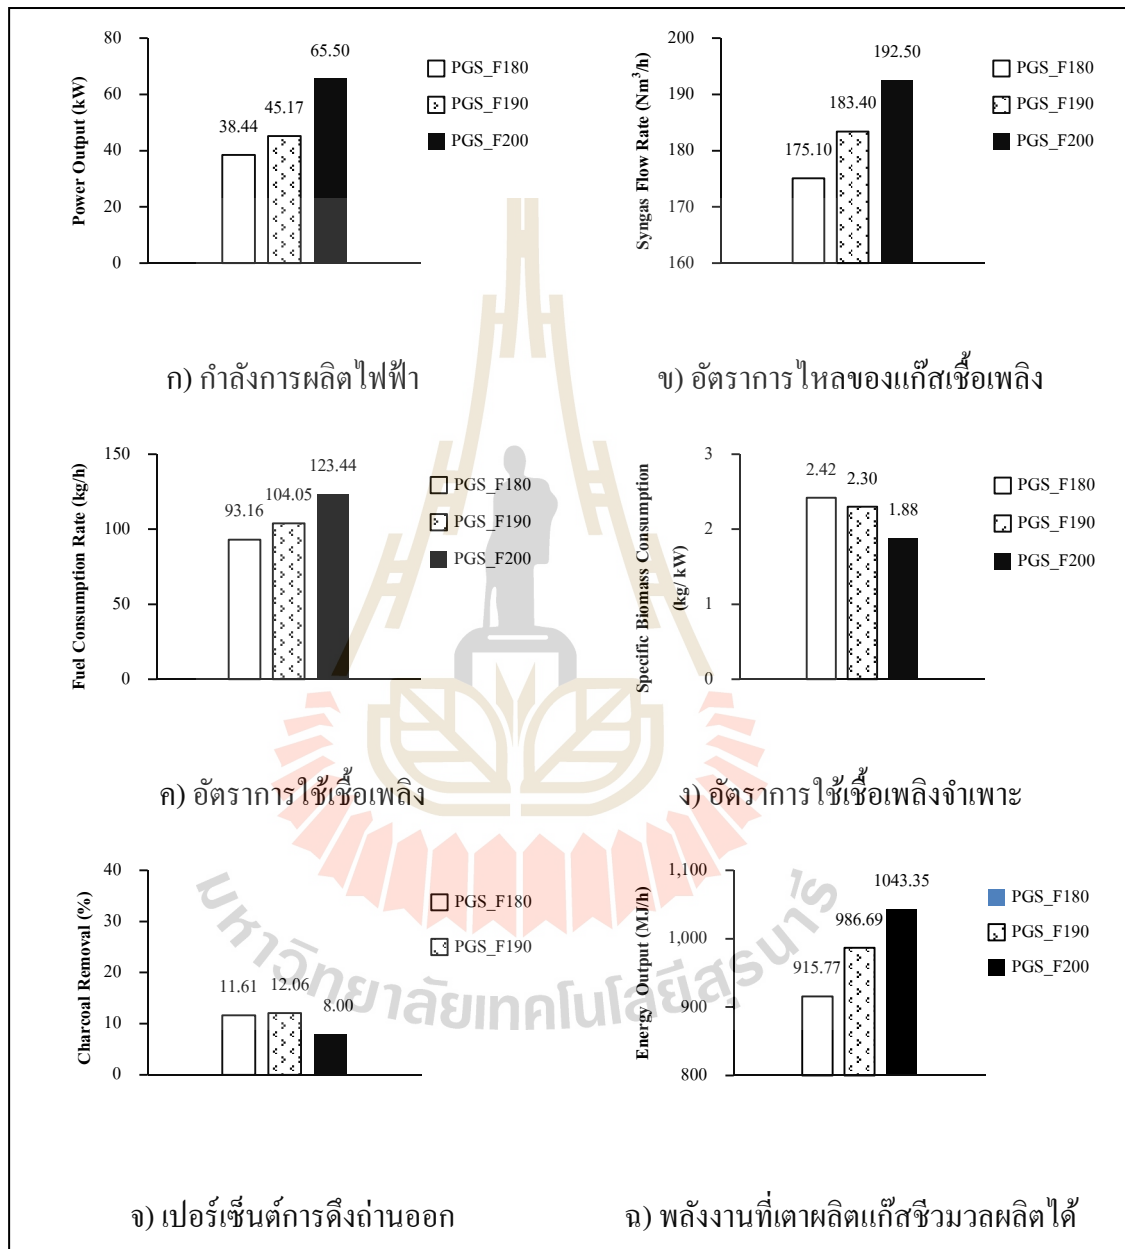 Power Output (kW)
80
60
40
20
0
38.44
45.17
65.50
PGS_F180
PGS_F190
PGS_F200
ก) กำลังการผลิตไฟฟ้า
Syngas Flow Rate (Nm³/h)
200
190
180
170
160
175.10
183.40
192.50
PGS_F180
PGS_F190
PGS_F200
ข) อัตราการไหลของแก๊สเชื้อเพลิง
Fuel Consumption Rate (kg/h)
150
100
50
0
93.16
104.05
123.44
PGS_F180
PGS_F190
PGS_F200
ค) อัตราการใช้เชื้อเพลิง
Specific Biomass Consumption
(kg/ kW)
3
2
1
0
2.42
2.30
1.88
PGS_F180
PGS_F190
PGS_F200
ง) อัตราการใช้เชื้อเพลิงจำเพาะ
Charcoal Removal (%)
40
30
20
10
0
11.61
12.06
8.00
PGS_F180
PGS_F190
จ) เปอร์เซ็นต์การดึงถ่านออก
Energy Output (MJ/h)
1,100
1,000
900
800
915.77
986.69
1043.35
PGS_F180
PGS_F190
PGS_F200
ฉ) พลังงานที่เตาผลิตแก๊สชีวมวลผลิตได้
มหาวิทยาลัยเทคโนโลยีสุรนารี